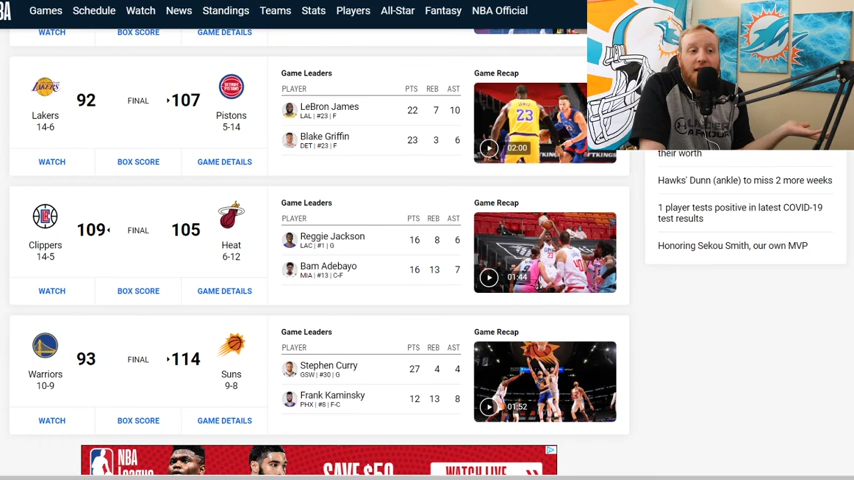 Games Schedule Watch News Standings Teams Stats Players All-Star Fantasy NBA Official
WATCH BOX SCORE GAME DETAILS
Lakers
14-6
92 FINAL 107
Pistons
5-14
WATCH BOX SCORE GAME DETAILS
Game Leaders
PLAYER PTS REB AST
LeBron James 22 7 10
LAL | #23 | F
Blake Griffin 23 3 6
DET | #23 | F
Game Recap
23
02:00
Clippers
14-5
109 FINAL 105
Heat
6-12
WATCH BOX SCORE GAME DETAILS
Game Leaders
PLAYER PTS REB AST
Reggie Jackson 16 8 6
LAC | #1 | G
Bam Adebayo 16 13 7
MIA | #13 | C-F
Game Recap
01:44
Warriors
10-9
93 FINAL 114
Suns
9-8
WATCH BOX SCORE GAME DETAILS
Game Leaders
PLAYER PTS REB AST
Stephen Curry 27 4 4
GSW | #30 | G
Frank Kaminsky 12 13 8
PHX | #8 | F-C
Game Recap
01:52
their worth
Hawks' Dunn (ankle) to miss 2 more weeks
1 player tests positive in latest COVID-19
test results
Honoring Sekou Smith, our own MVP
UNDER ARMOUR
NBA
League
SAVE $50
WATCH LIVE